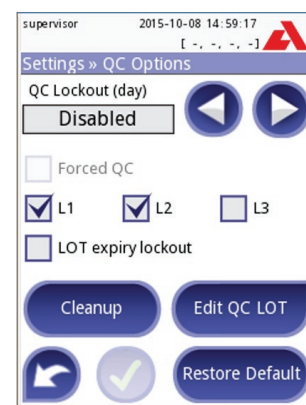 supervisor 2015-10-08 14:59:17
[ -, -, -, -]
Settings » QC Options
QC Lockout (day)
Disabled
Forced QC
L1 L2 L3
LOT expiry lockout
Cleanup Edit QC LOT
Restore Default